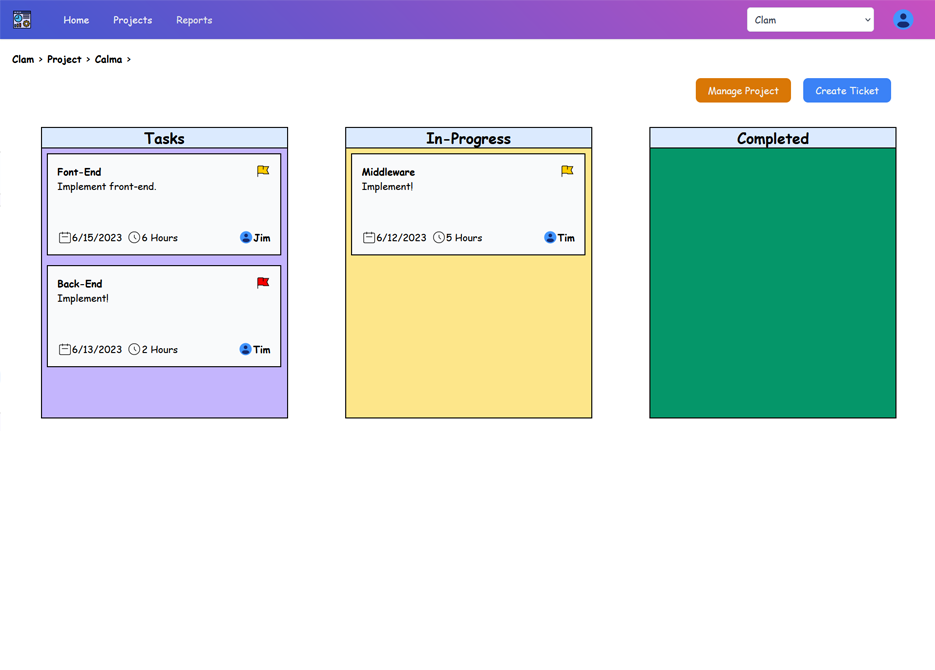 Home Projects Reports Clam
Clam > Project > Calma >
Manage Project Create Ticket
Tasks
Font-End
Implement front-end.
6/15/2023 6 Hours Jim
Back-End
Implement!
6/13/2023 2 Hours Tim
In-Progress
Middleware
Implement!
6/12/2023 5 Hours Tim
Completed